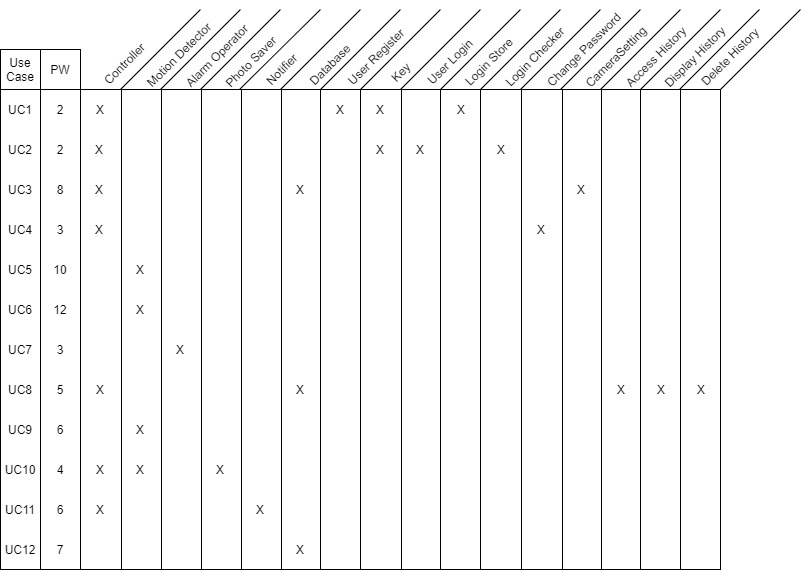 Use Case PW Controller Motion Detector Alarm Operator Photo Saver Notifier Database User Register Key User Login Login Store Login Checker Change Password CameraSetting Access History Display History Delete History
UC1 2 X X X X
UC2 2 X X X X
UC3 8 X X X
UC4 3 X X
UC5 10 X
UC6 12 X
UC7 3 X
UC8 5 X X X X X
UC9 6 X
UC10 4 X X X
UC11 6 X X
UC12 7 X